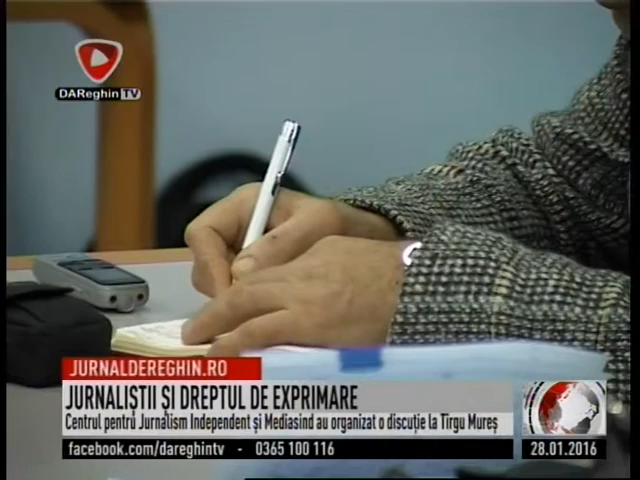 DAReghin TV
JURNALDEREGHIN.RO
JURNALIȘTII ȘI DREPTUL DE EXPRIMARE
Centrul pentru Jurnalism Independent și Mediasind au organizat o discuție la Tîrgu Mureș
facebook.com/dareghintv - 0365 100 116
28.01.2016